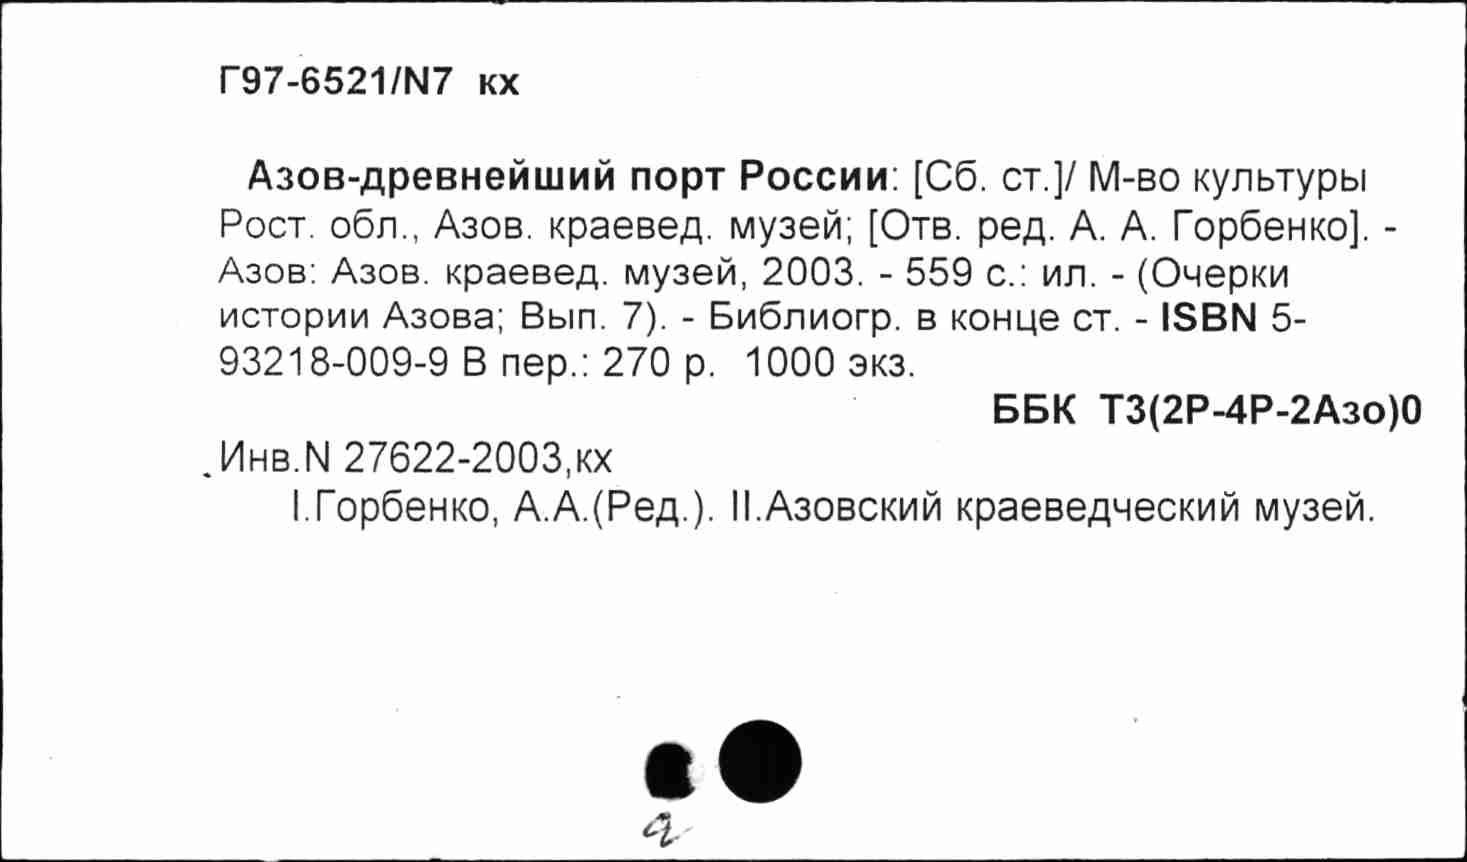 Г97-6521/N7 кх
Азов-древнейший порт России: [Сб. ст.]/ М-во культуры
Рост. обл., Азов. краевед. музей; [Отв. ред. А. А. Горбенко]. -
Азов: Азов. краевед. музей, 2003. - 559 с.: ил. - (Очерки
истории Азова; Вып. 7). - Библиогр. в конце ст. - ISBN 5-
93218-009-9 В пер.: 270 р. 1000 экз.
ББК Т3(2Р-4Р-2Азо)0
Инв.N 27622-2003,кх
I.Горбенко, А.А.(Ред.). II.Азовский краеведческий музей.